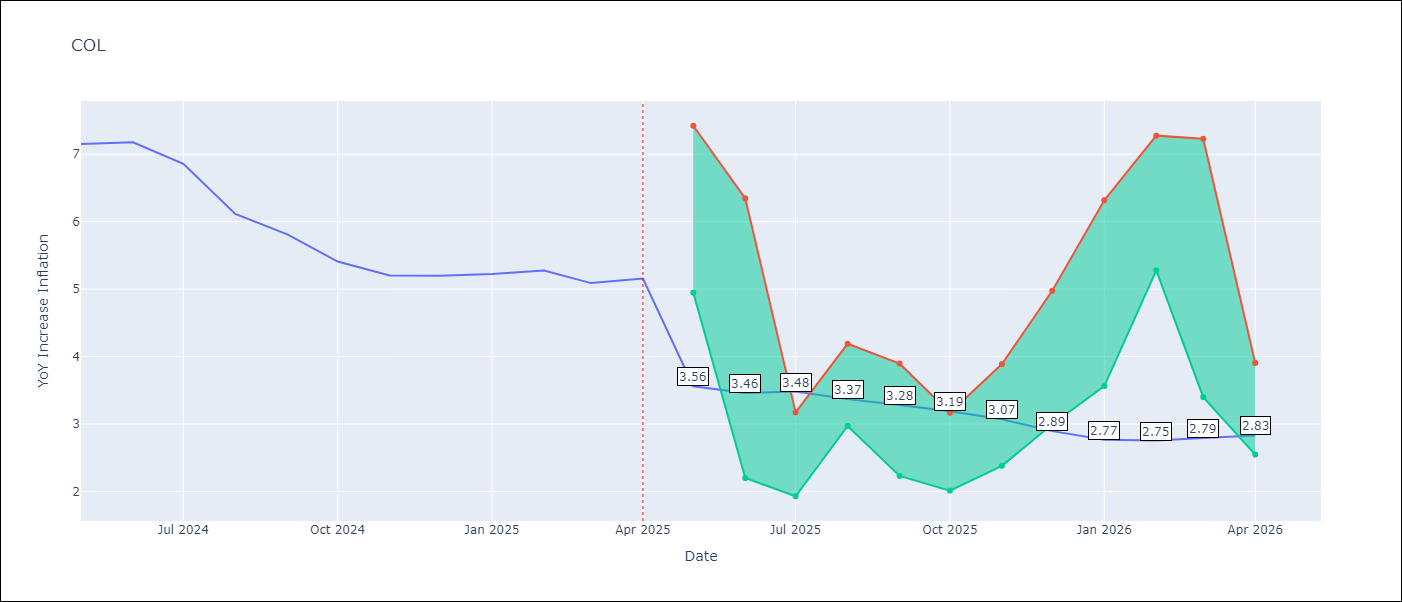 COL
YoY Increase Inflation
7
6
5
4
3
2
3.56
3.46
3.48
3.37
3.28
3.19
3.07
2.89
2.77
2.75
2.79
2.83
Jul 2024
Oct 2024
Jan 2025
Apr 2025
Jul 2025
Oct 2025
Jan 2026
Apr 2026
Date